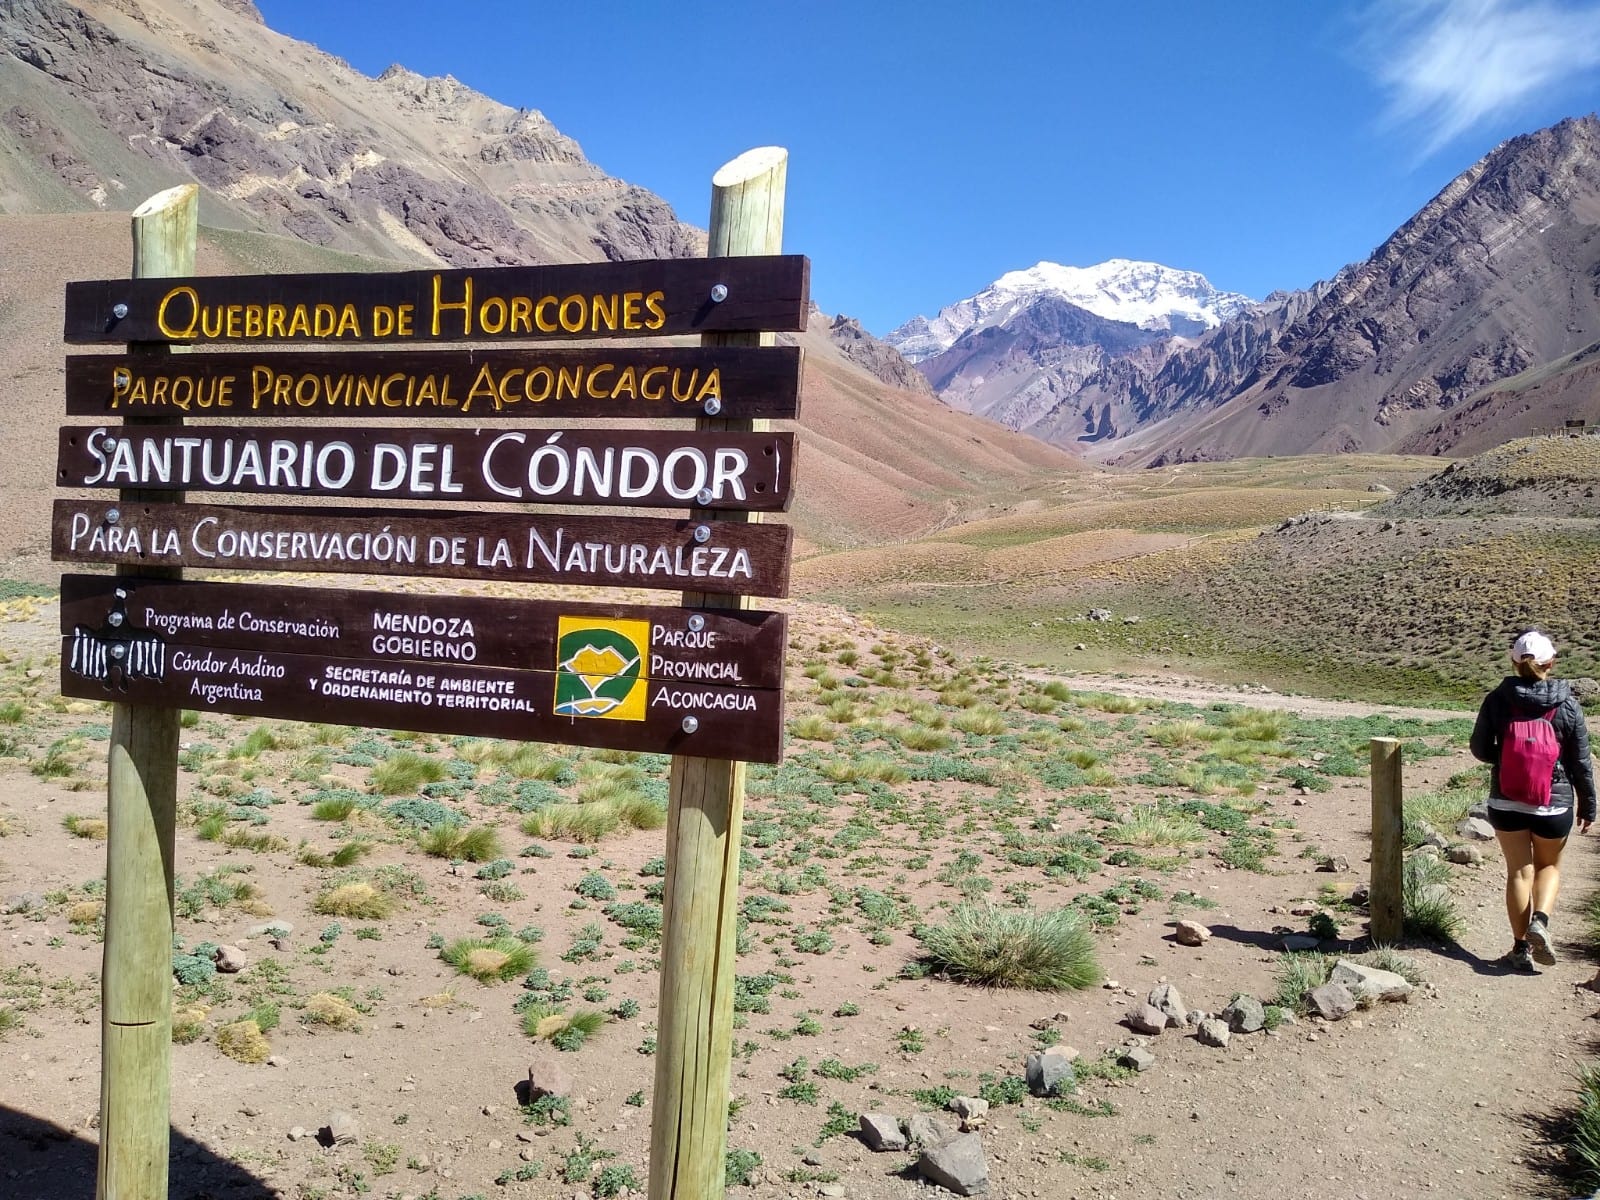 QUEBRADA DE HORCONES
PARQUE PROVINCIAL ACONCAGUA
SANTUARIO DEL CÓNDOR
PARA LA CONSERVACIÓN DE LA NATURALEZA
Programa de Conservación
Cóndor Andino
Argentina
MENDOZA
GOBIERNO
SECRETARÍA DE AMBIENTE
Y ORDENAMIENTO TERRITORIAL
PARQUE
PROVINCIAL
ACONCAGUA